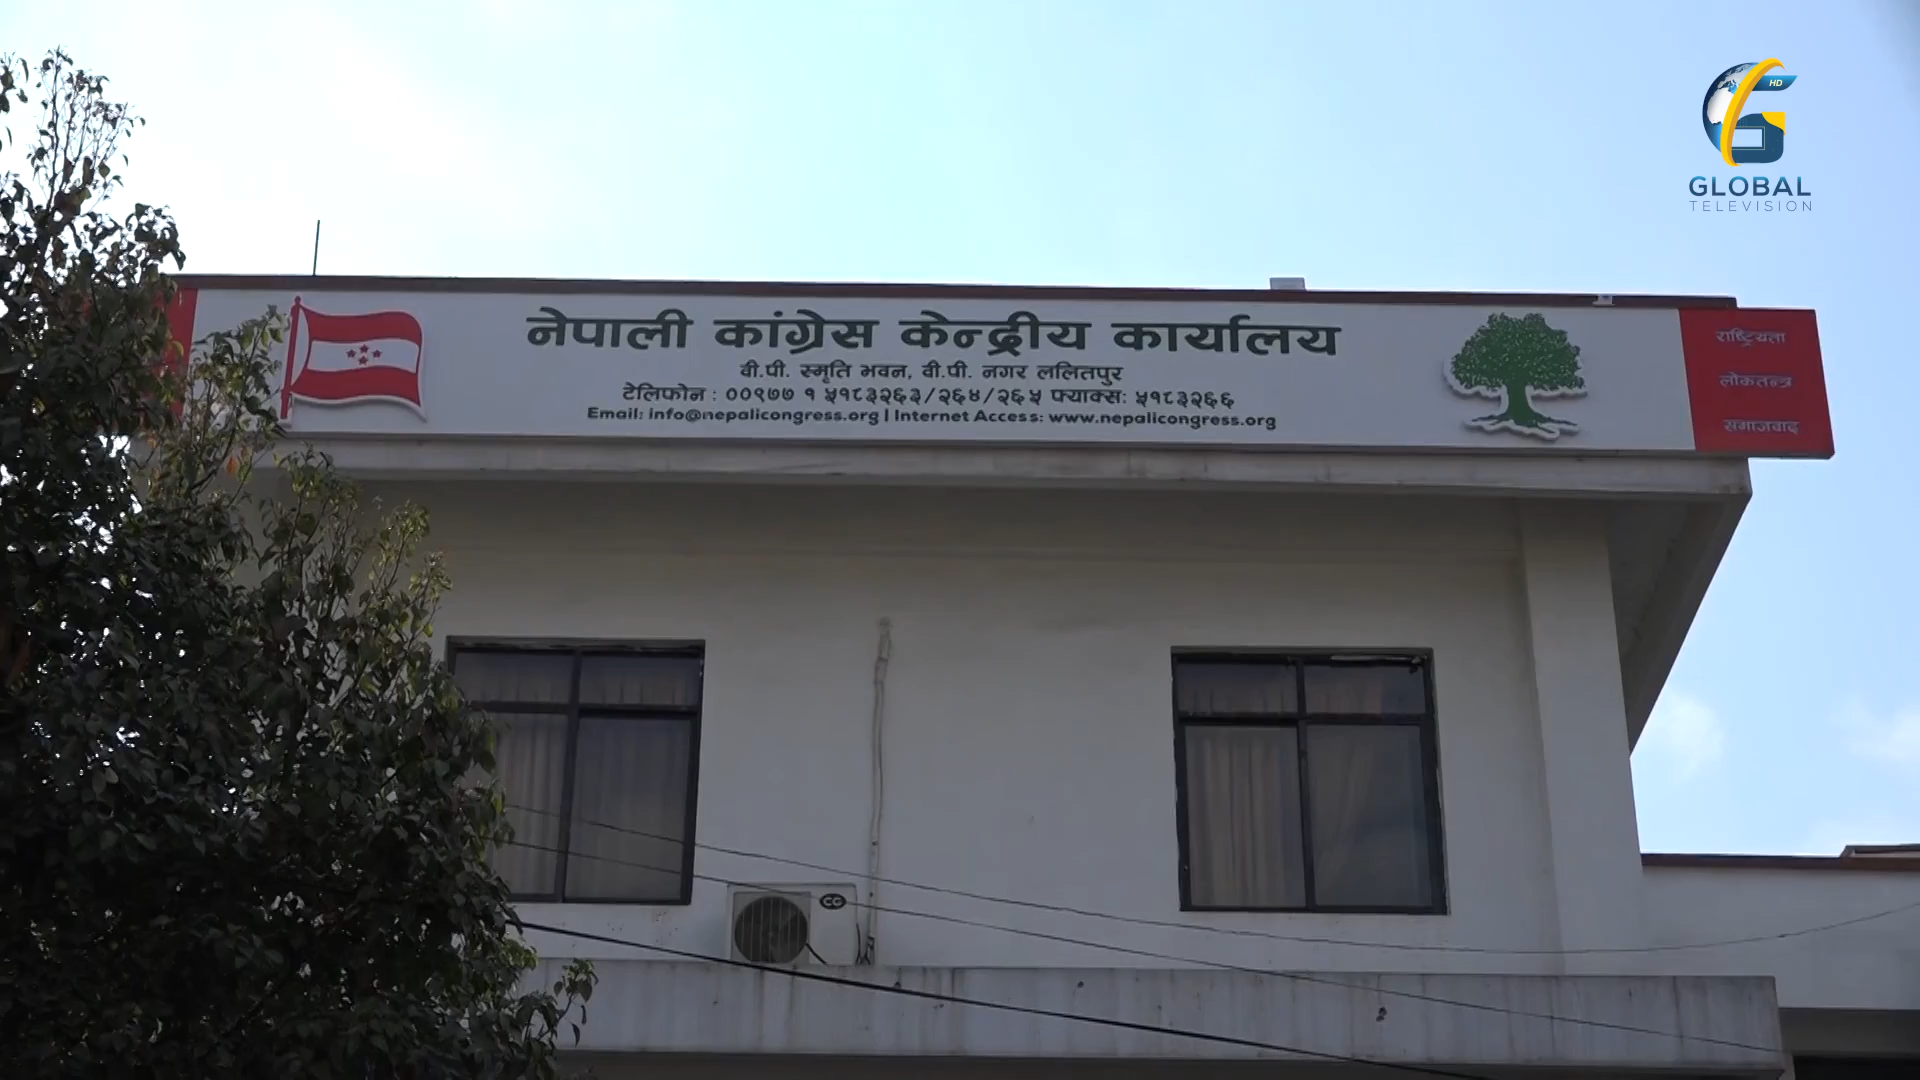 HD
GLOBAL
TELEVISION
नेपाली कांग्रेस केन्द्रीय कार्यालय
वी.पी. स्मृति भवन, वी.पी. नगर ललितपुर
टेलिफोन : ००९७७ १ ५१८३२६३/२६४/२६५ फ्याक्स: ५१८३२६६
Email: info@nepalicongress.org | Internet Access: www.nepalicongress.org
राष्ट्रियता
लोकतन्त्र
समाजवाद
CG